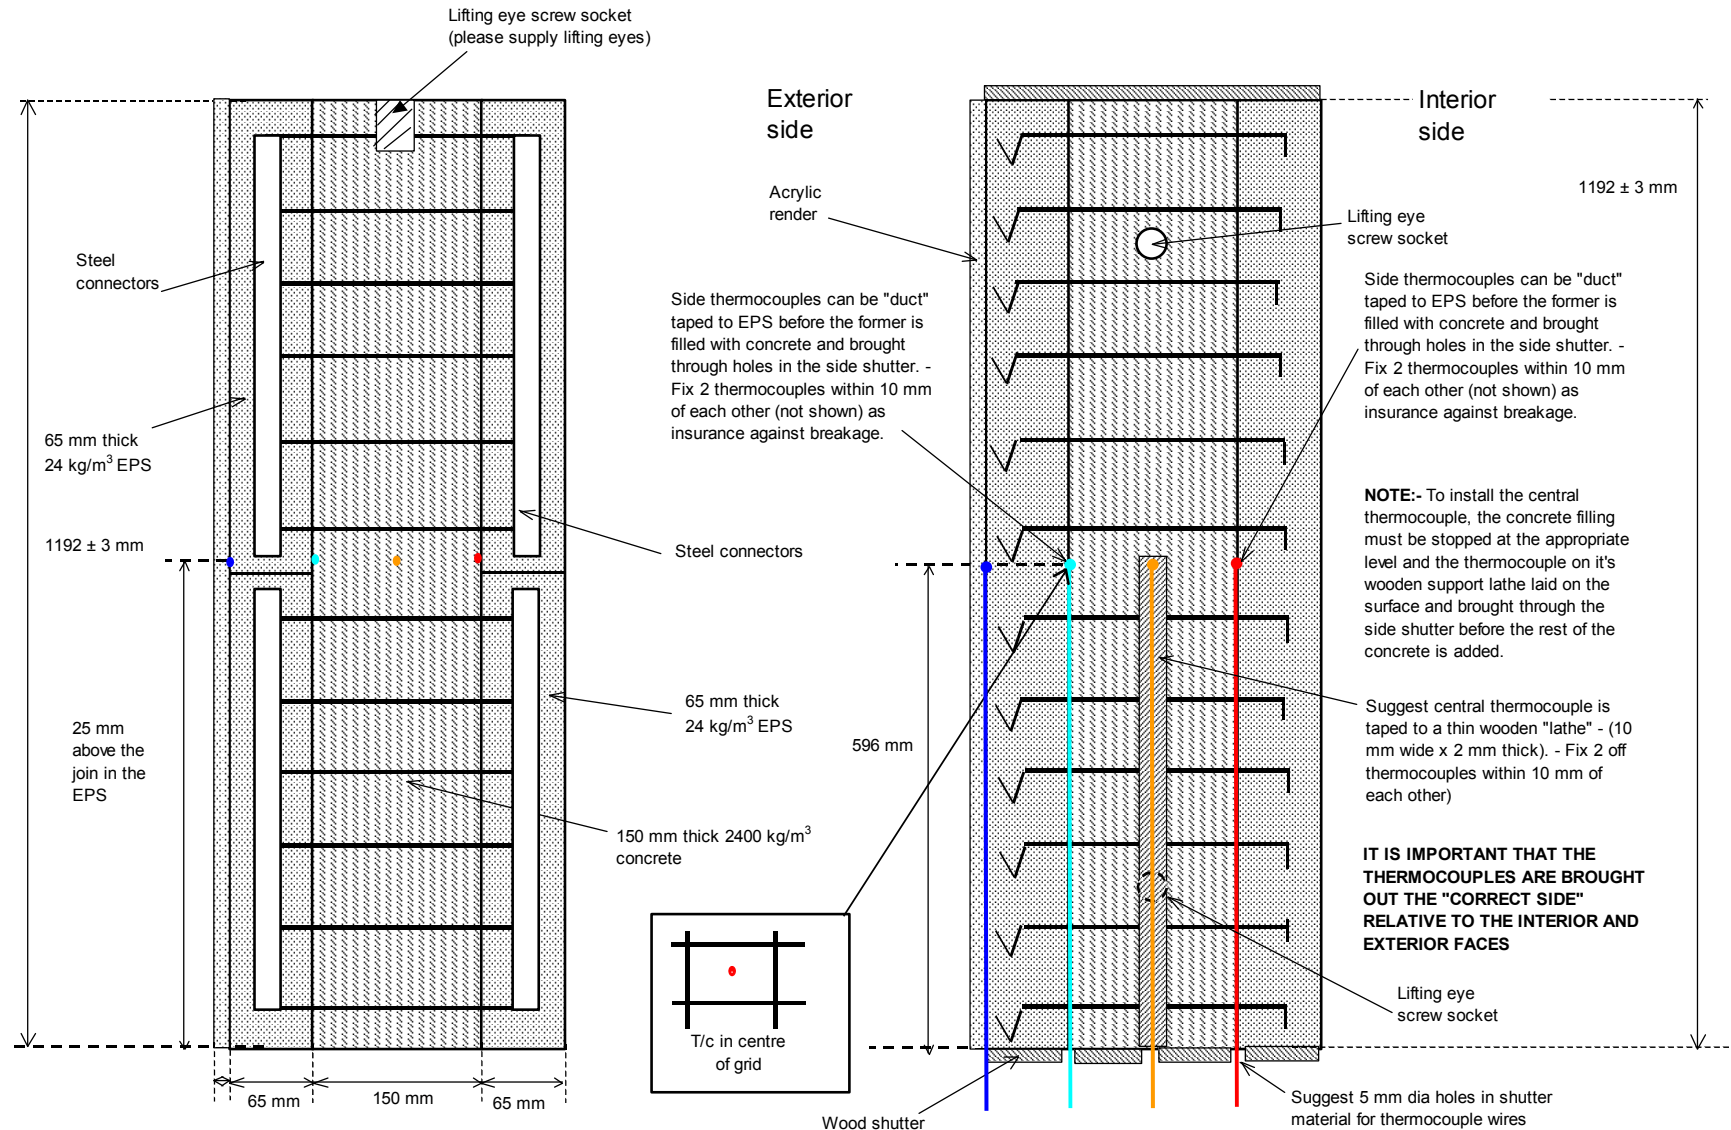 Lifting eye screw socket
(please supply lifting eyes)
Steel
connectors
65 mm thick
24 kg/m³ EPS
1192 ± 3 mm
25 mm
above the
join in the
EPS
65 mm
150 mm
65 mm
Steel connectors
65 mm thick
24 kg/m³ EPS
150 mm thick 2400 kg/m³
concrete
Exterior
side
Interior
side
Acrylic
render
1192 ± 3 mm
Lifting eye
screw socket
Side thermocouples can be "duct"
taped to EPS before the former is
filled with concrete and brought
through holes in the side shutter. -
Fix 2 thermocouples within 10 mm
of each other (not shown) as
insurance against breakage.
Side thermocouples can be "duct"
taped to EPS before the former is
filled with concrete and brought
through holes in the side shutter. -
Fix 2 thermocouples within 10 mm
of each other (not shown) as
insurance against breakage.
NOTE:- To install the central
thermocouple, the concrete filling
must be stopped at the appropriate
level and the thermocouple on it's
wooden support lathe laid on the
surface and brought through the
side shutter before the rest of the
concrete is added.
Suggest central thermocouple is
taped to a thin wooden "lathe" - (10
mm wide x 2 mm thick). - Fix 2 off
thermocouples within 10 mm of
each other)
IT IS IMPORTANT THAT THE
THERMOCOUPLES ARE BROUGHT
OUT THE "CORRECT SIDE"
RELATIVE TO THE INTERIOR AND
EXTERIOR FACES
596 mm
T/c in centre
of grid
Lifting eye
screw socket
Wood shutter
Suggest 5 mm dia holes in shutter
material for thermocouple wires